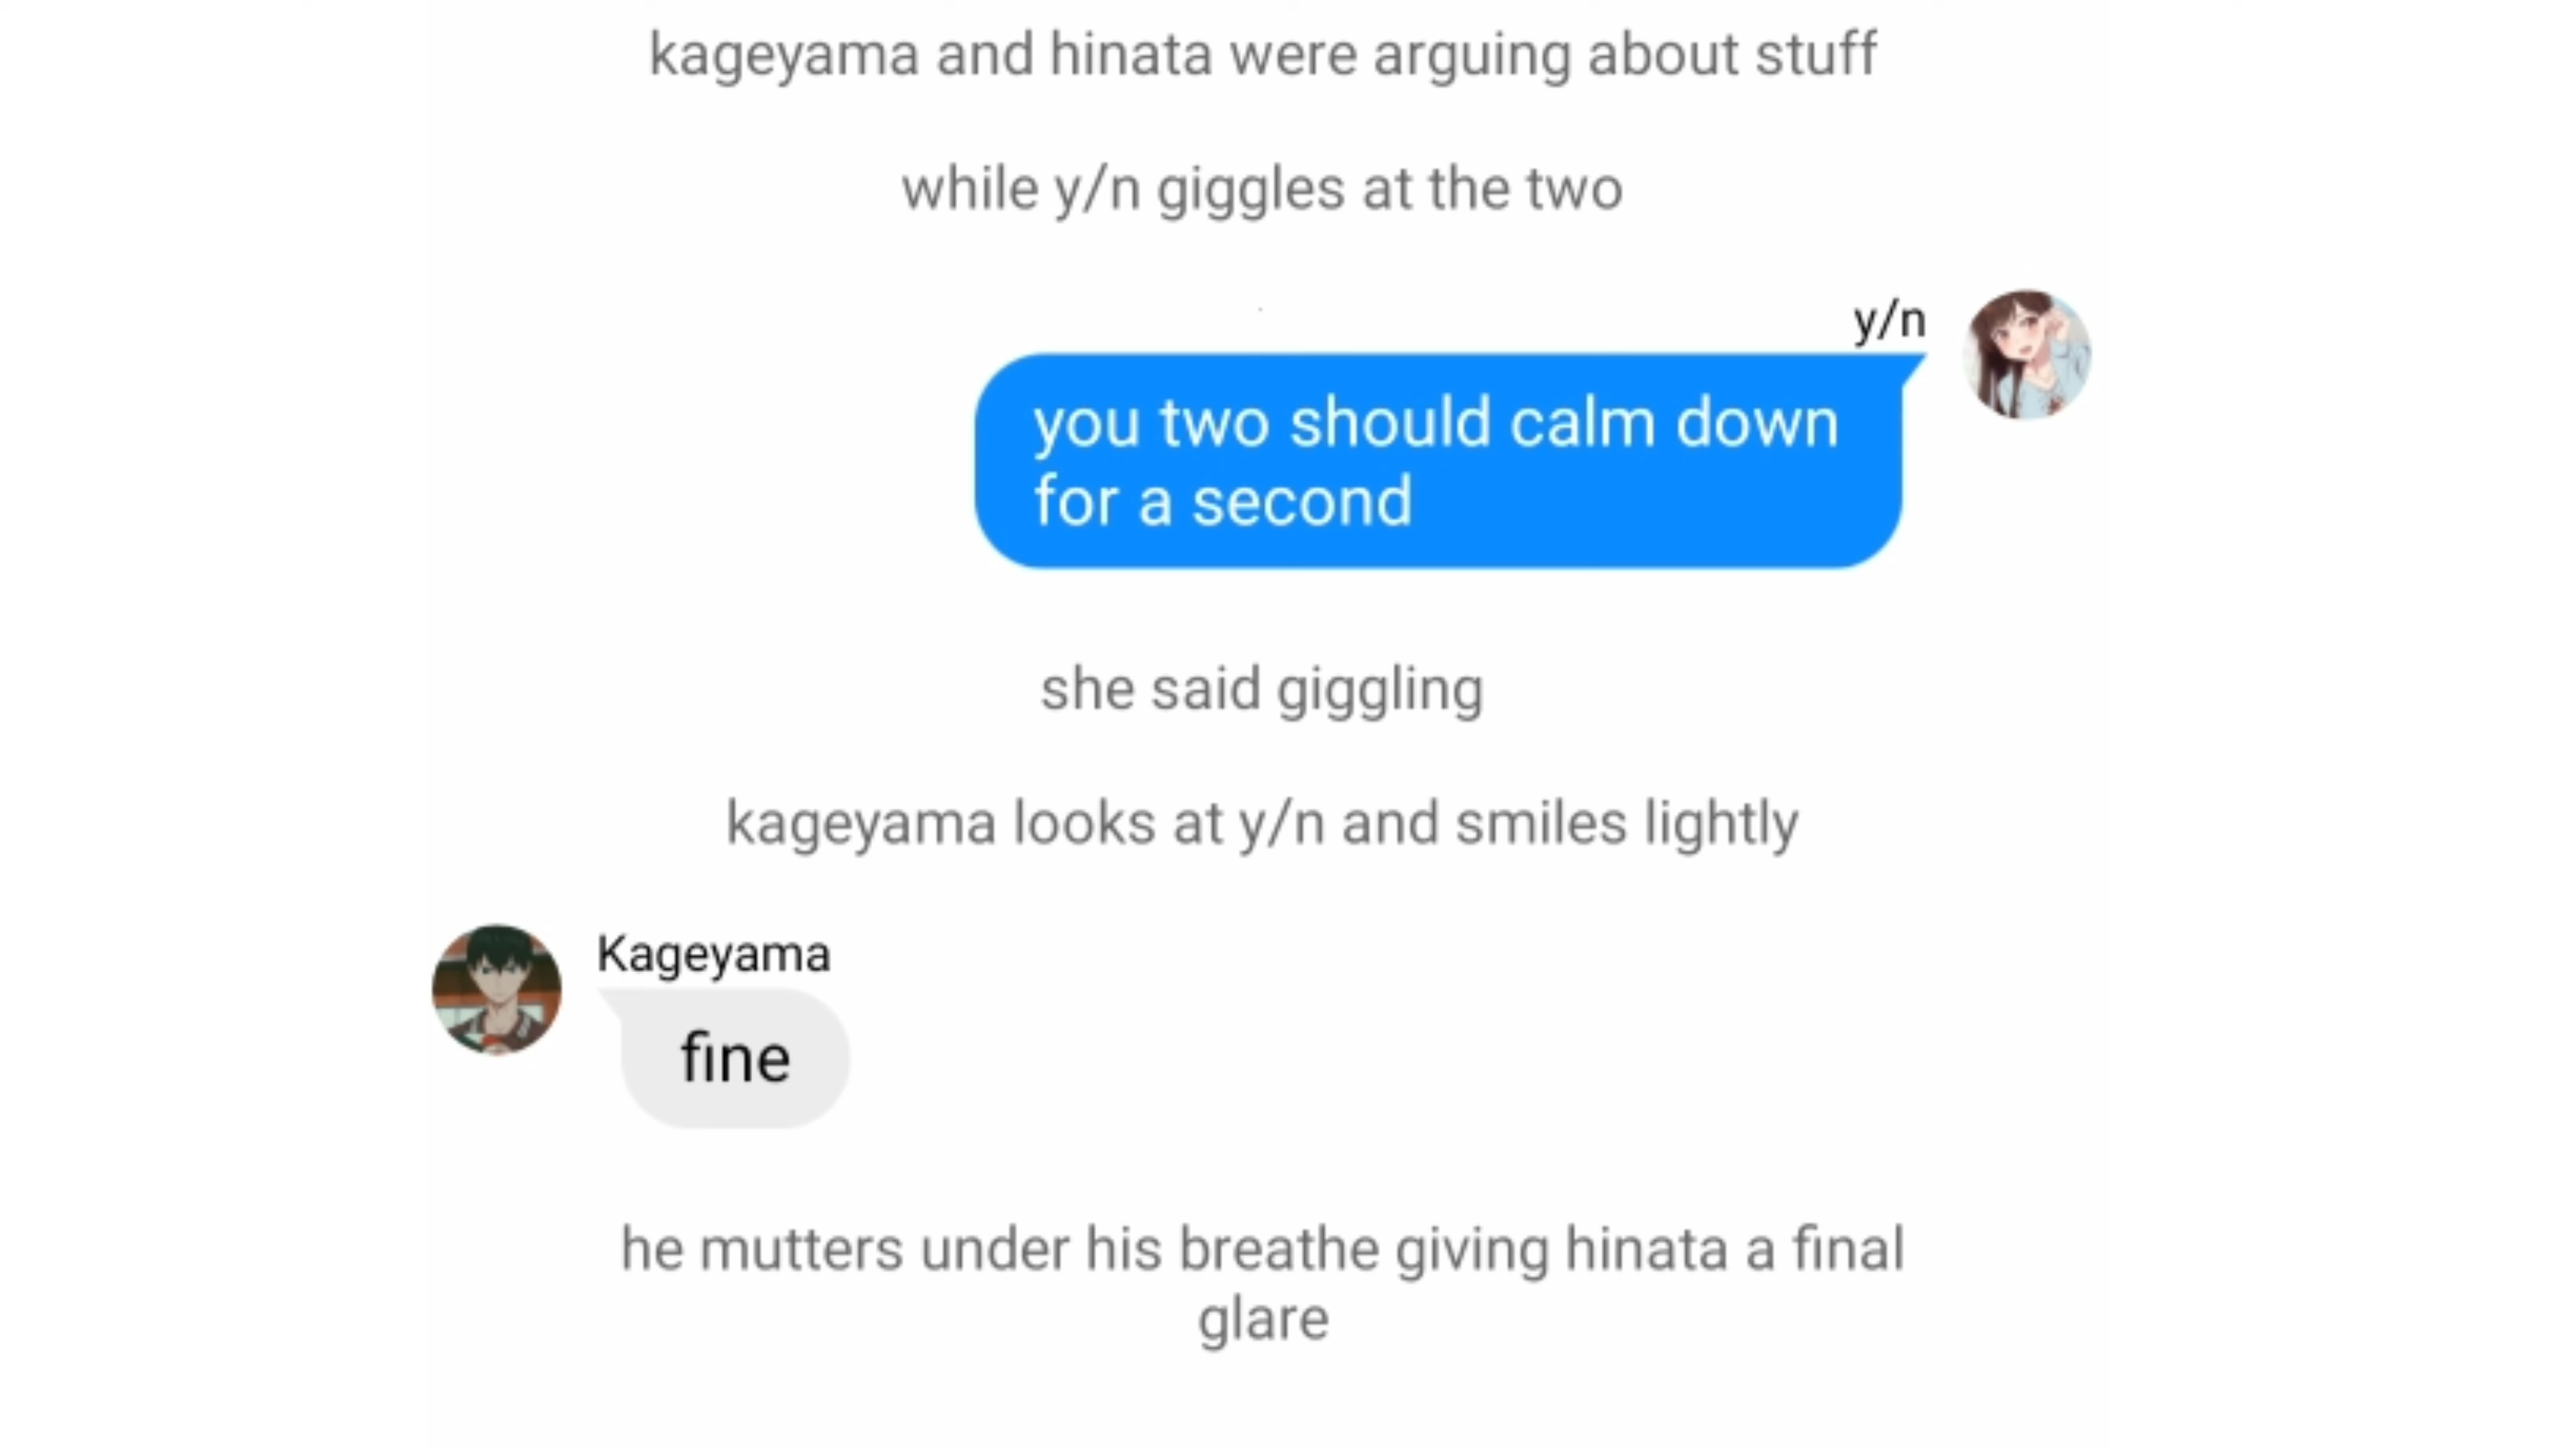 kageyama and hinata were arguing about stuff
while y/n giggles at the two
y/n
you two should calm down
for a second
she said giggling
kageyama looks at y/n and smiles lightly
Kageyama
fine
he mutters under his breathe giving hinata a final
glare